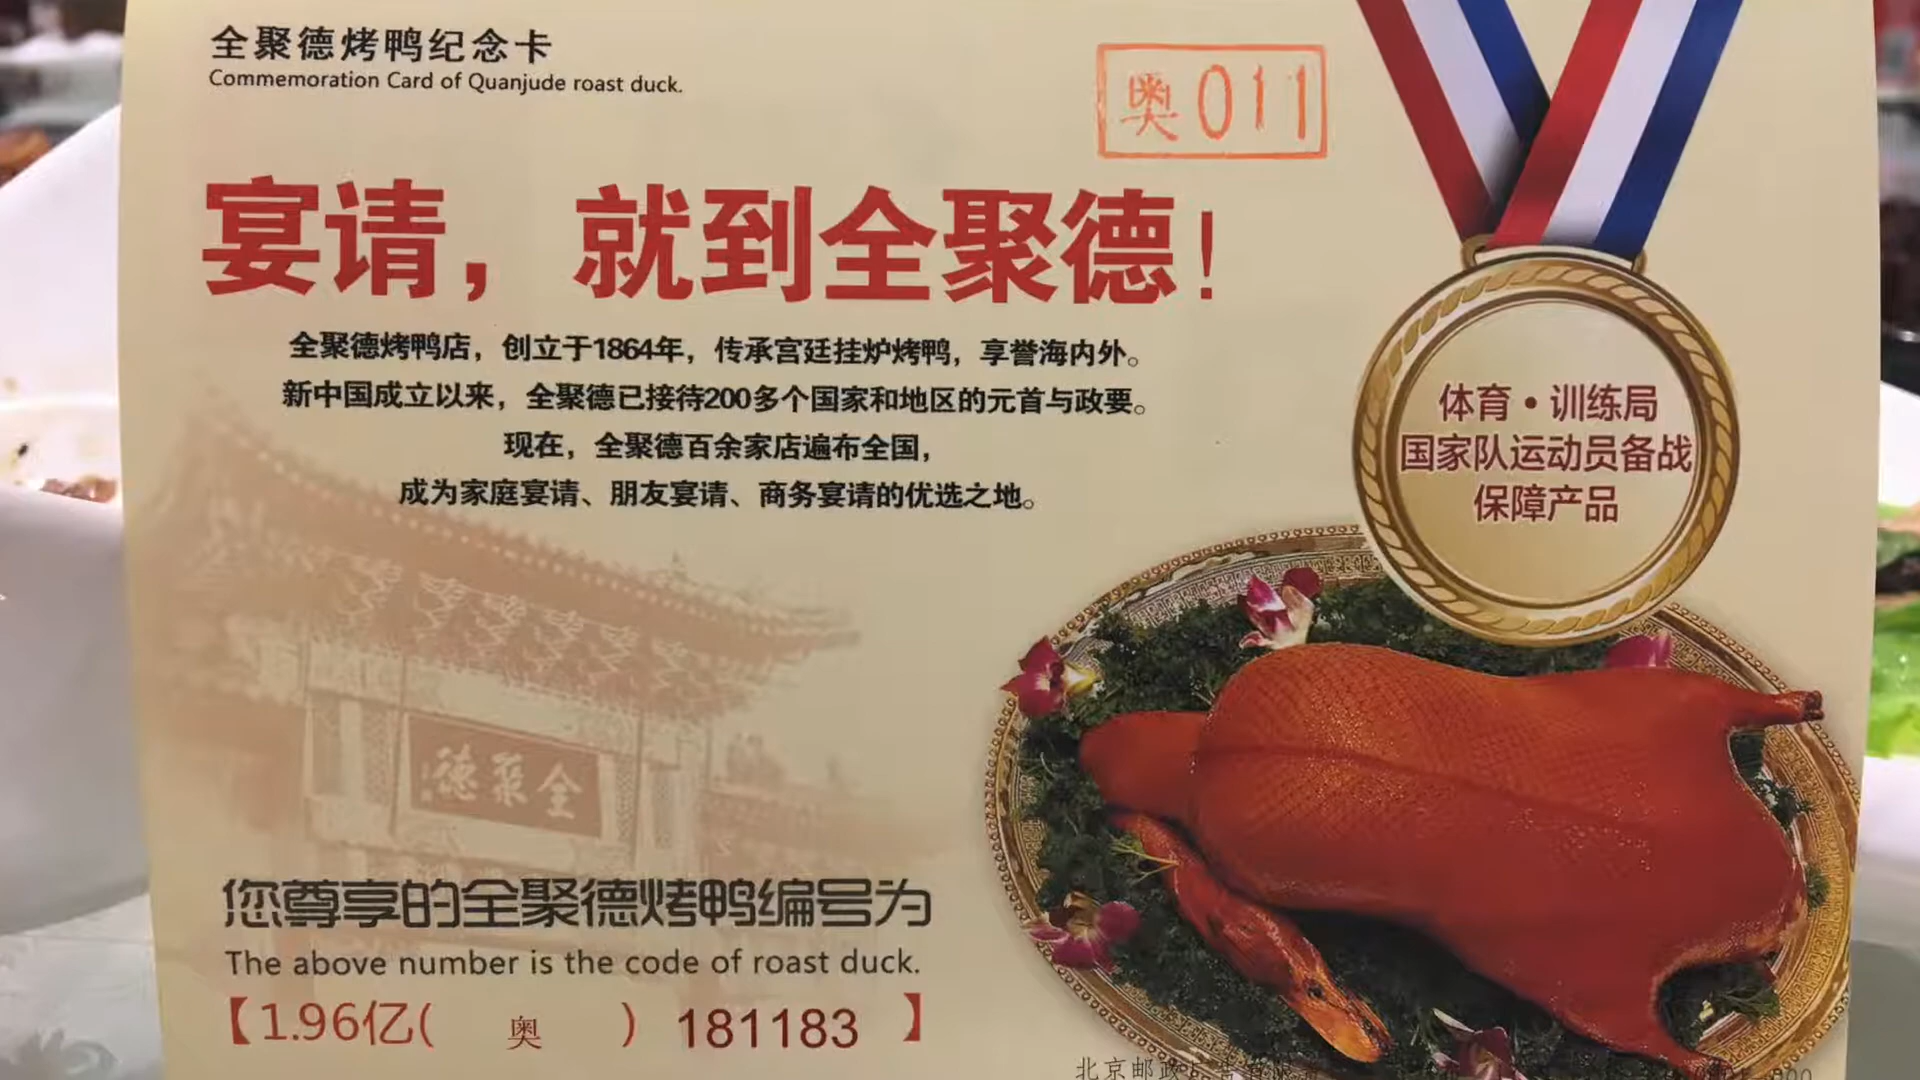 全聚德烤鸭纪念卡
Commemoration Card of Quanjude roast duck.
奥011
宴请，就到全聚德！
全聚德烤鸭店，创立于1864年，传承宫廷挂炉烤鸭，享誉海内外。
新中国成立以来，全聚德已接待200多个国家和地区的元首与政要。
现在，全聚德百余家店遍布全国，
成为家庭宴请、朋友宴请、商务宴请的优选之地。
体育·训练局
国家队运动员备战
保障产品
德聚全
您尊享的全聚德烤鸭编号为
The above number is the code of roast duck.
【1.96亿( 奥 ) 181183 】
北京邮政广告有限